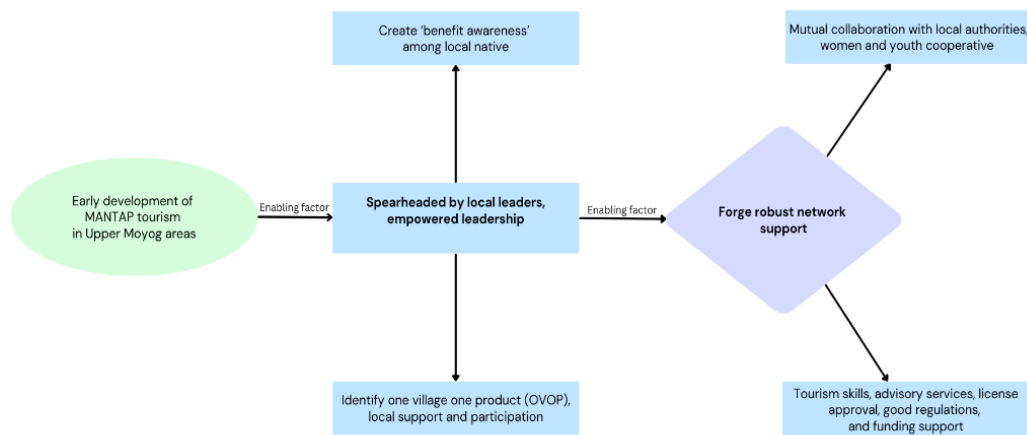 Create ‘benefit awareness’
among local native
Mutual collaboration with local authorities,
women and youth cooperative
Early development of
MANTAP tourism
in Upper Moyog areas
Enabling factor
Spearheaded by local leaders,
empowered leadership
Enabling factor
Forge robust network
support
Identify one village one product (OVOP),
local support and participation
Tourism skills, advisory services, license
approval, good regulations,
and funding support